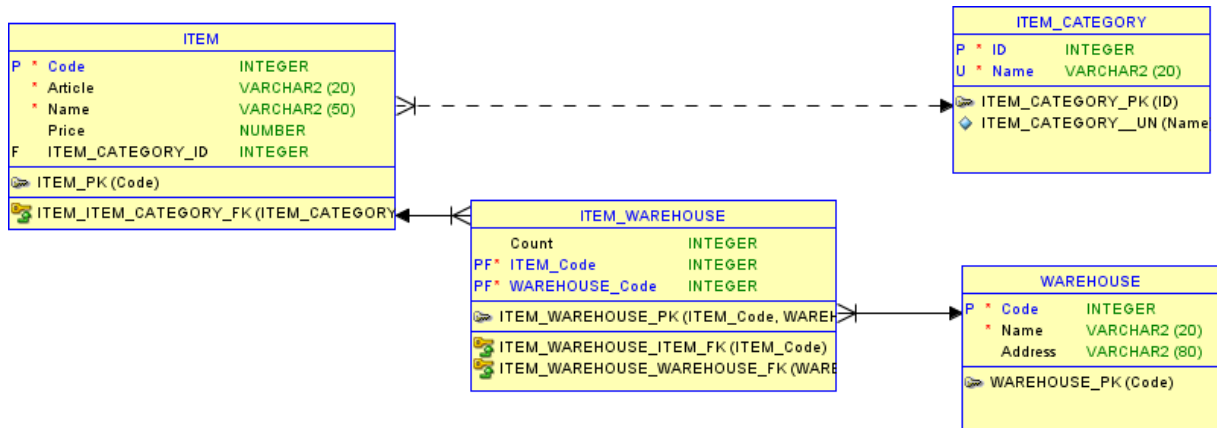 ITEM
P * Code INTEGER
* Article VARCHAR2 (20)
* Name VARCHAR2 (50)
Price NUMBER
F ITEM_CATEGORY_ID INTEGER
ITEM_PK (Code)
ITEM_ITEM_CATEGORY_FK (ITEM_CATEGORY
ITEM_CATEGORY
P * ID INTEGER
U * Name VARCHAR2 (20)
ITEM_CATEGORY_PK (ID)
ITEM_CATEGORY__UN (Name
ITEM_WAREHOUSE
Count INTEGER
PF* ITEM_Code INTEGER
PF* WAREHOUSE_Code INTEGER
ITEM_WAREHOUSE_PK (ITEM_Code, WAREH
ITEM_WAREHOUSE_ITEM_FK (ITEM_Code)
ITEM_WAREHOUSE_WAREHOUSE_FK (WARE
WAREHOUSE
P * Code INTEGER
* Name VARCHAR2 (20)
Address VARCHAR2 (80)
WAREHOUSE_PK (Code)